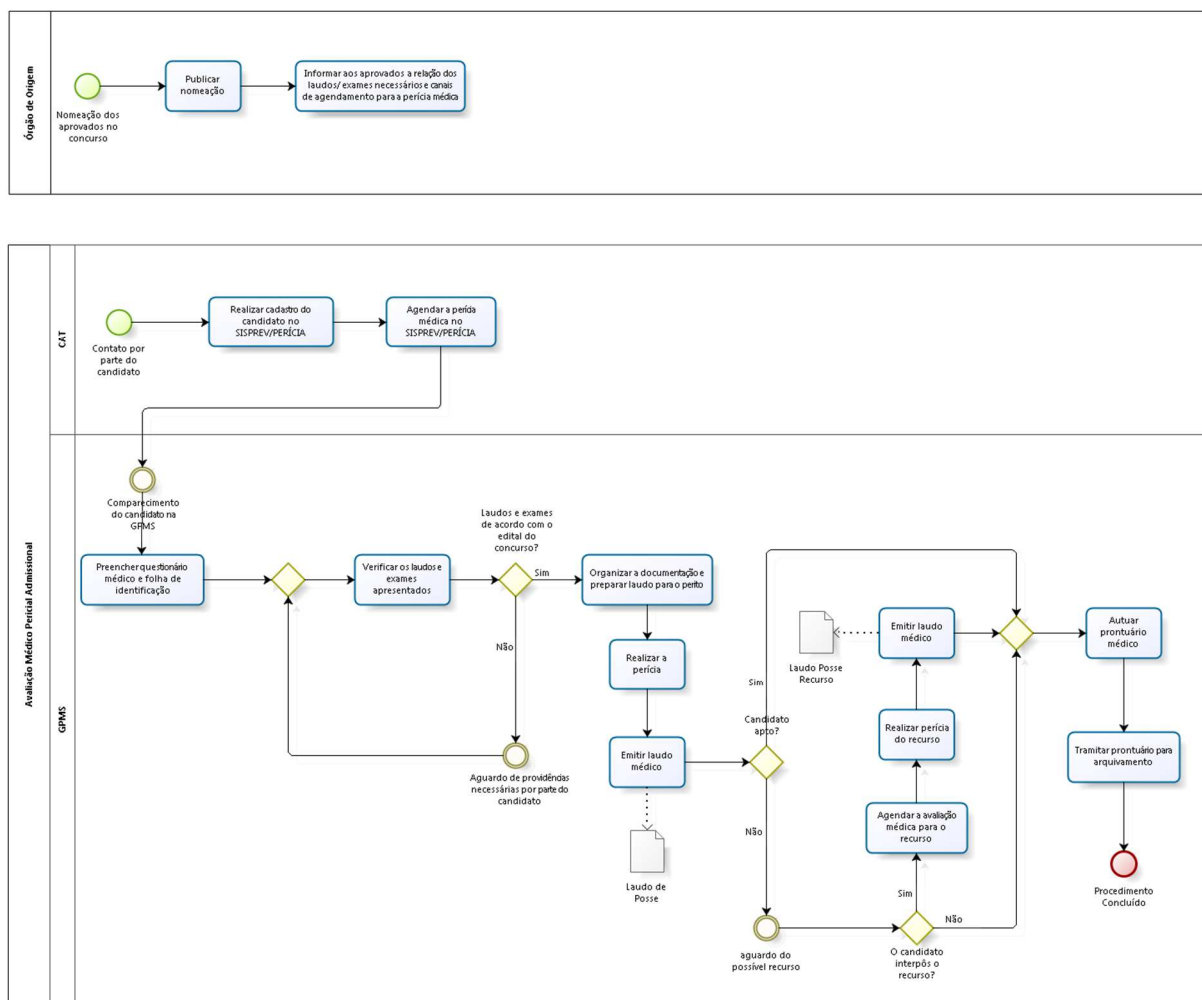 Órgão de Origem
Nomeação dos
aprovados no
concurso
Publicar
nomeação
Informar aos aprovados a relação dos
laudos/ exames necessários e canais
de agendamento para a perícia médica
Avaliação Médico Pericial Admissional
CAT
Contato por
parte do
candidato
Realizar cadastro do
candidato no
SISPREV/PERÍCIA
Agendar a perícia
médica no
SISPREV/PERÍCIA
GPMS
Comparecimento
do candidato na
GPMS
Preencher questionário
médico e folha de
identificação
Verificar os laudos e
exames
apresentados
Laudos e exames
de acordo com o
edital do
concurso?
Sim
Não
Aguardo de providências
necessárias por parte do
candidato
Organizar a documentação e
preparar laudo para o perito
Realizar a
perícia
Emitir laudo
médico
Laudo de
Posse
Candidato
apto?
Sim
Não
aguardo do
possível recurso
O candidato
interpôs o
recurso?
Sim
Não
Agendar a avaliação
médica para o
recurso
Realizar perícia
do recurso
Emitir laudo
médico
Laudo Posse
Recurso
Autuar
prontuário
médico
Tramitar prontuário para
arquivamento
Procedimento
Concluído